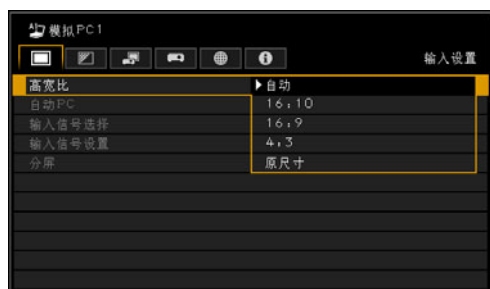 模拟PC1
输入设置
高宽比 自动
自动PC 16:10
输入信号选择 16:9
输入信号设置 4:3
分屏 原尺寸